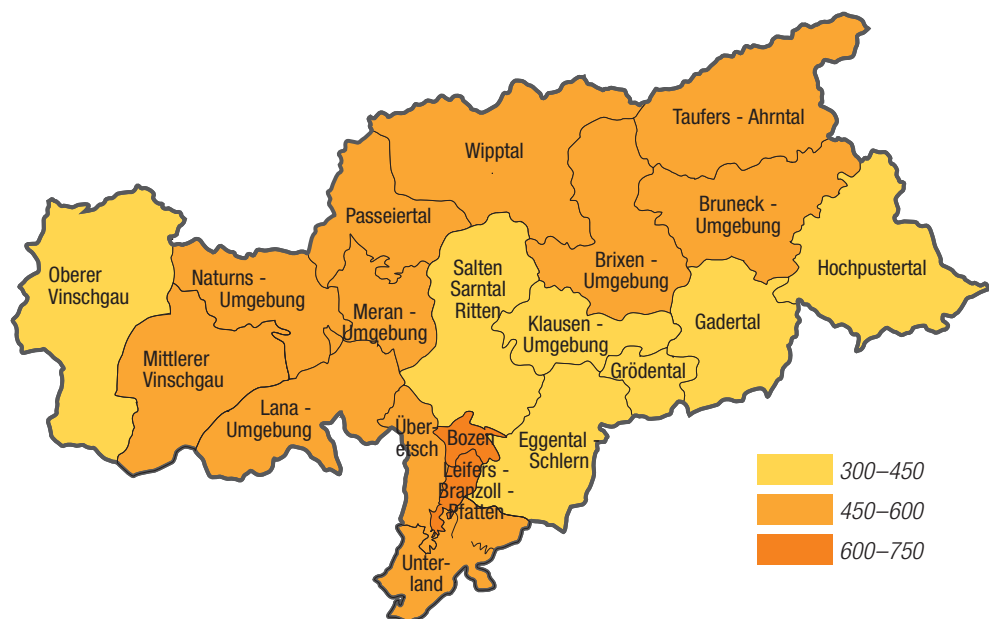 Taufers - Ahrntal
Wipptal
Bruneck -
Umgebung
Passeiertal
Brixen -
Umgebung
Hochpustertal
Oberer
Vinschgau
Naturns -
Umgebung
Salten
Sarntal
Ritten
Meran -
Umgebung
Klausen -
Umgebung
Gadertal
Mittlerer
Vinschgau
Grödental
Lana -
Umgebung
Über-
etsch
Bozen
Eggental -
Schlern
Leifers -
Branzoll -
Pfatten
Unter-
land
300–450
450–600
600–750